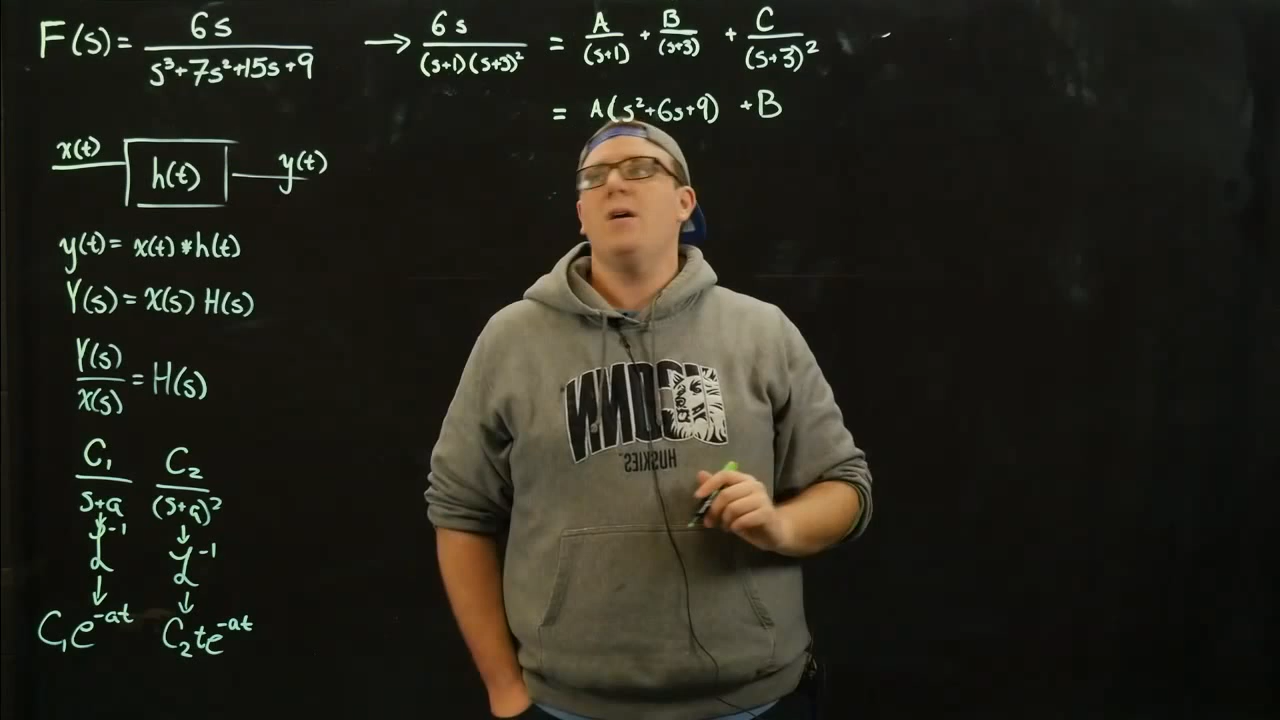 F(s) = 6s / (s³+7s²+15s+9) → 6s / ((s+1)(s+3)²) = A/(s+1) + B/(s+3) + C/(s+3)²
= A(s²+6s+9) + B
x(t) h(t) y(t)
y(t) = x(t) * h(t)
Y(s) = X(s) H(s)
Y(s)/X(s) = H(s)
C₁/(s+a) C₂/(s+a)²
↓ ↓
ℒ⁻¹ ℒ⁻¹
↓ ↓
C₁e⁻ᵃᵗ C₂te⁻ᵃᵗ
UCONN
HUSKIES